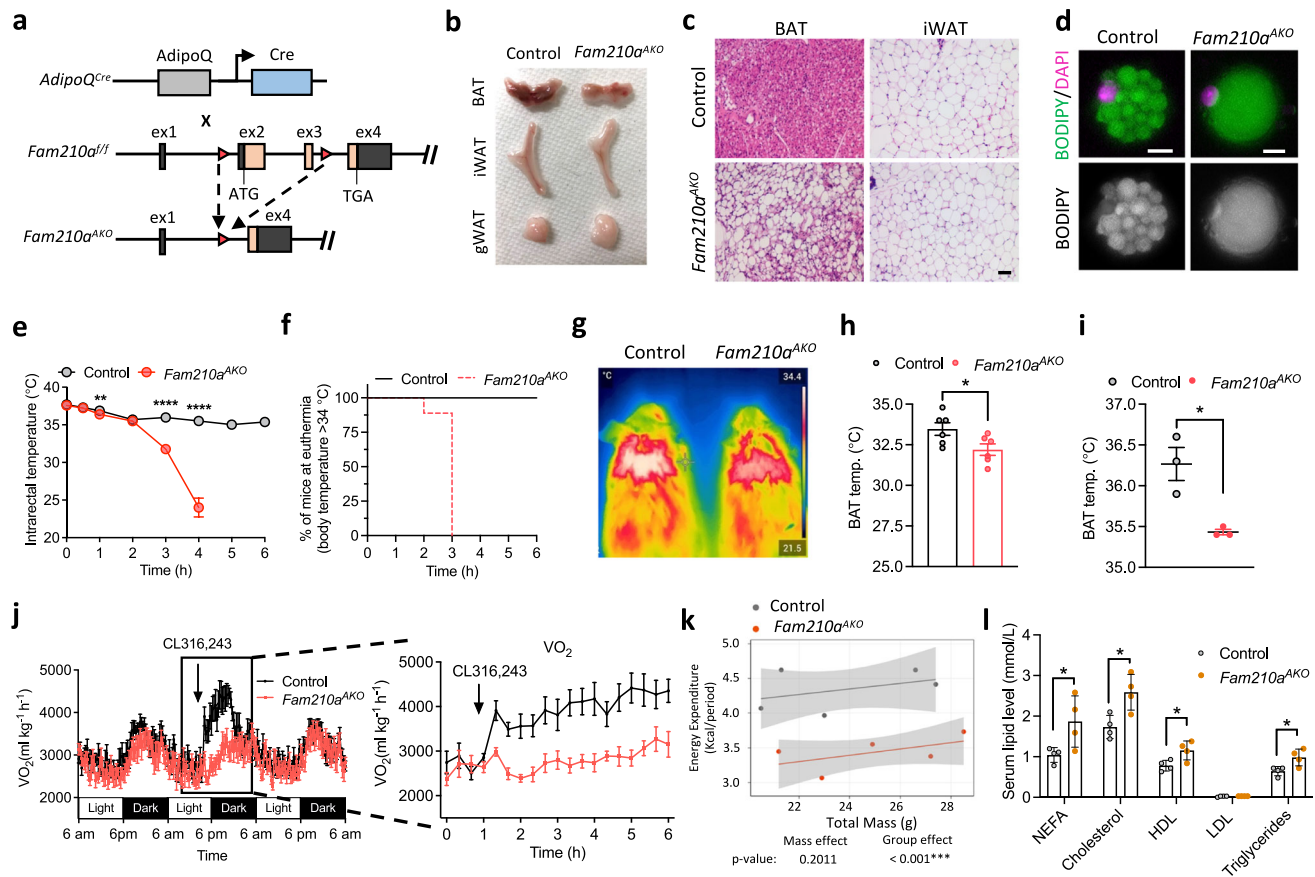 a
AdipoQ Cre
AdipoQ^Cre
x
ex1 ex2 ex3 ex4
Fam210a^f/f
ATG TGA
ex1 ex4
Fam210a^AKO
b
Control Fam210a^AKO
BAT
iWAT
gWAT
c
BAT iWAT
Control
Fam210a^AKO
d
Control Fam210a^AKO
BODIPY/DAPI
BODIPY
e
Control Fam210a^AKO
Intrarectal temperature (°C)
40
35
30
25
20
** **** ****
0 1 2 3 4 5 6
Time (h)
f
Control
Fam210a^AKO
% of mice at euthemia
(body temperature >34 °C)
100
75
50
25
0
0 1 2 3 4 5 6
Time (h)
g
Control Fam210a^AKO
°C 34.4
21.5
h
Control Fam210a^AKO
*
BAT temp. (°C)
35.0
32.5
30.0
27.5
25.0
i
Control Fam210a^AKO
*
BAT temp. (°C)
37.0
36.5
36.0
35.5
35.0
j
CL316,243
Control
Fam210a^AKO
VO2(ml kg-1 h-1)
5000
4000
3000
2000
Light Dark Light Dark Light Dark
6 am 6pm 6 am 6 pm 6 am 6 pm 6 am
Time
VO2
CL316,243
VO2(ml kg-1 h-1)
5000
4000
3000
2000
0 1 2 3 4 5 6
Time (h)
k
Control
Fam210a^AKO
Energy Expenditure
(Kcal/period)
5.0
4.5
4.0
3.5
3.0
22 24 26 28
Total Mass (g)
Mass effect Group effect
p-value: 0.2011 < 0.001***
l
Control
Fam210a^AKO
Serum lipid level (mmol/L)
5
4
3
2
1
0
* * * *
NEFA
Cholesterol
HDL
LDL
Triglycerides